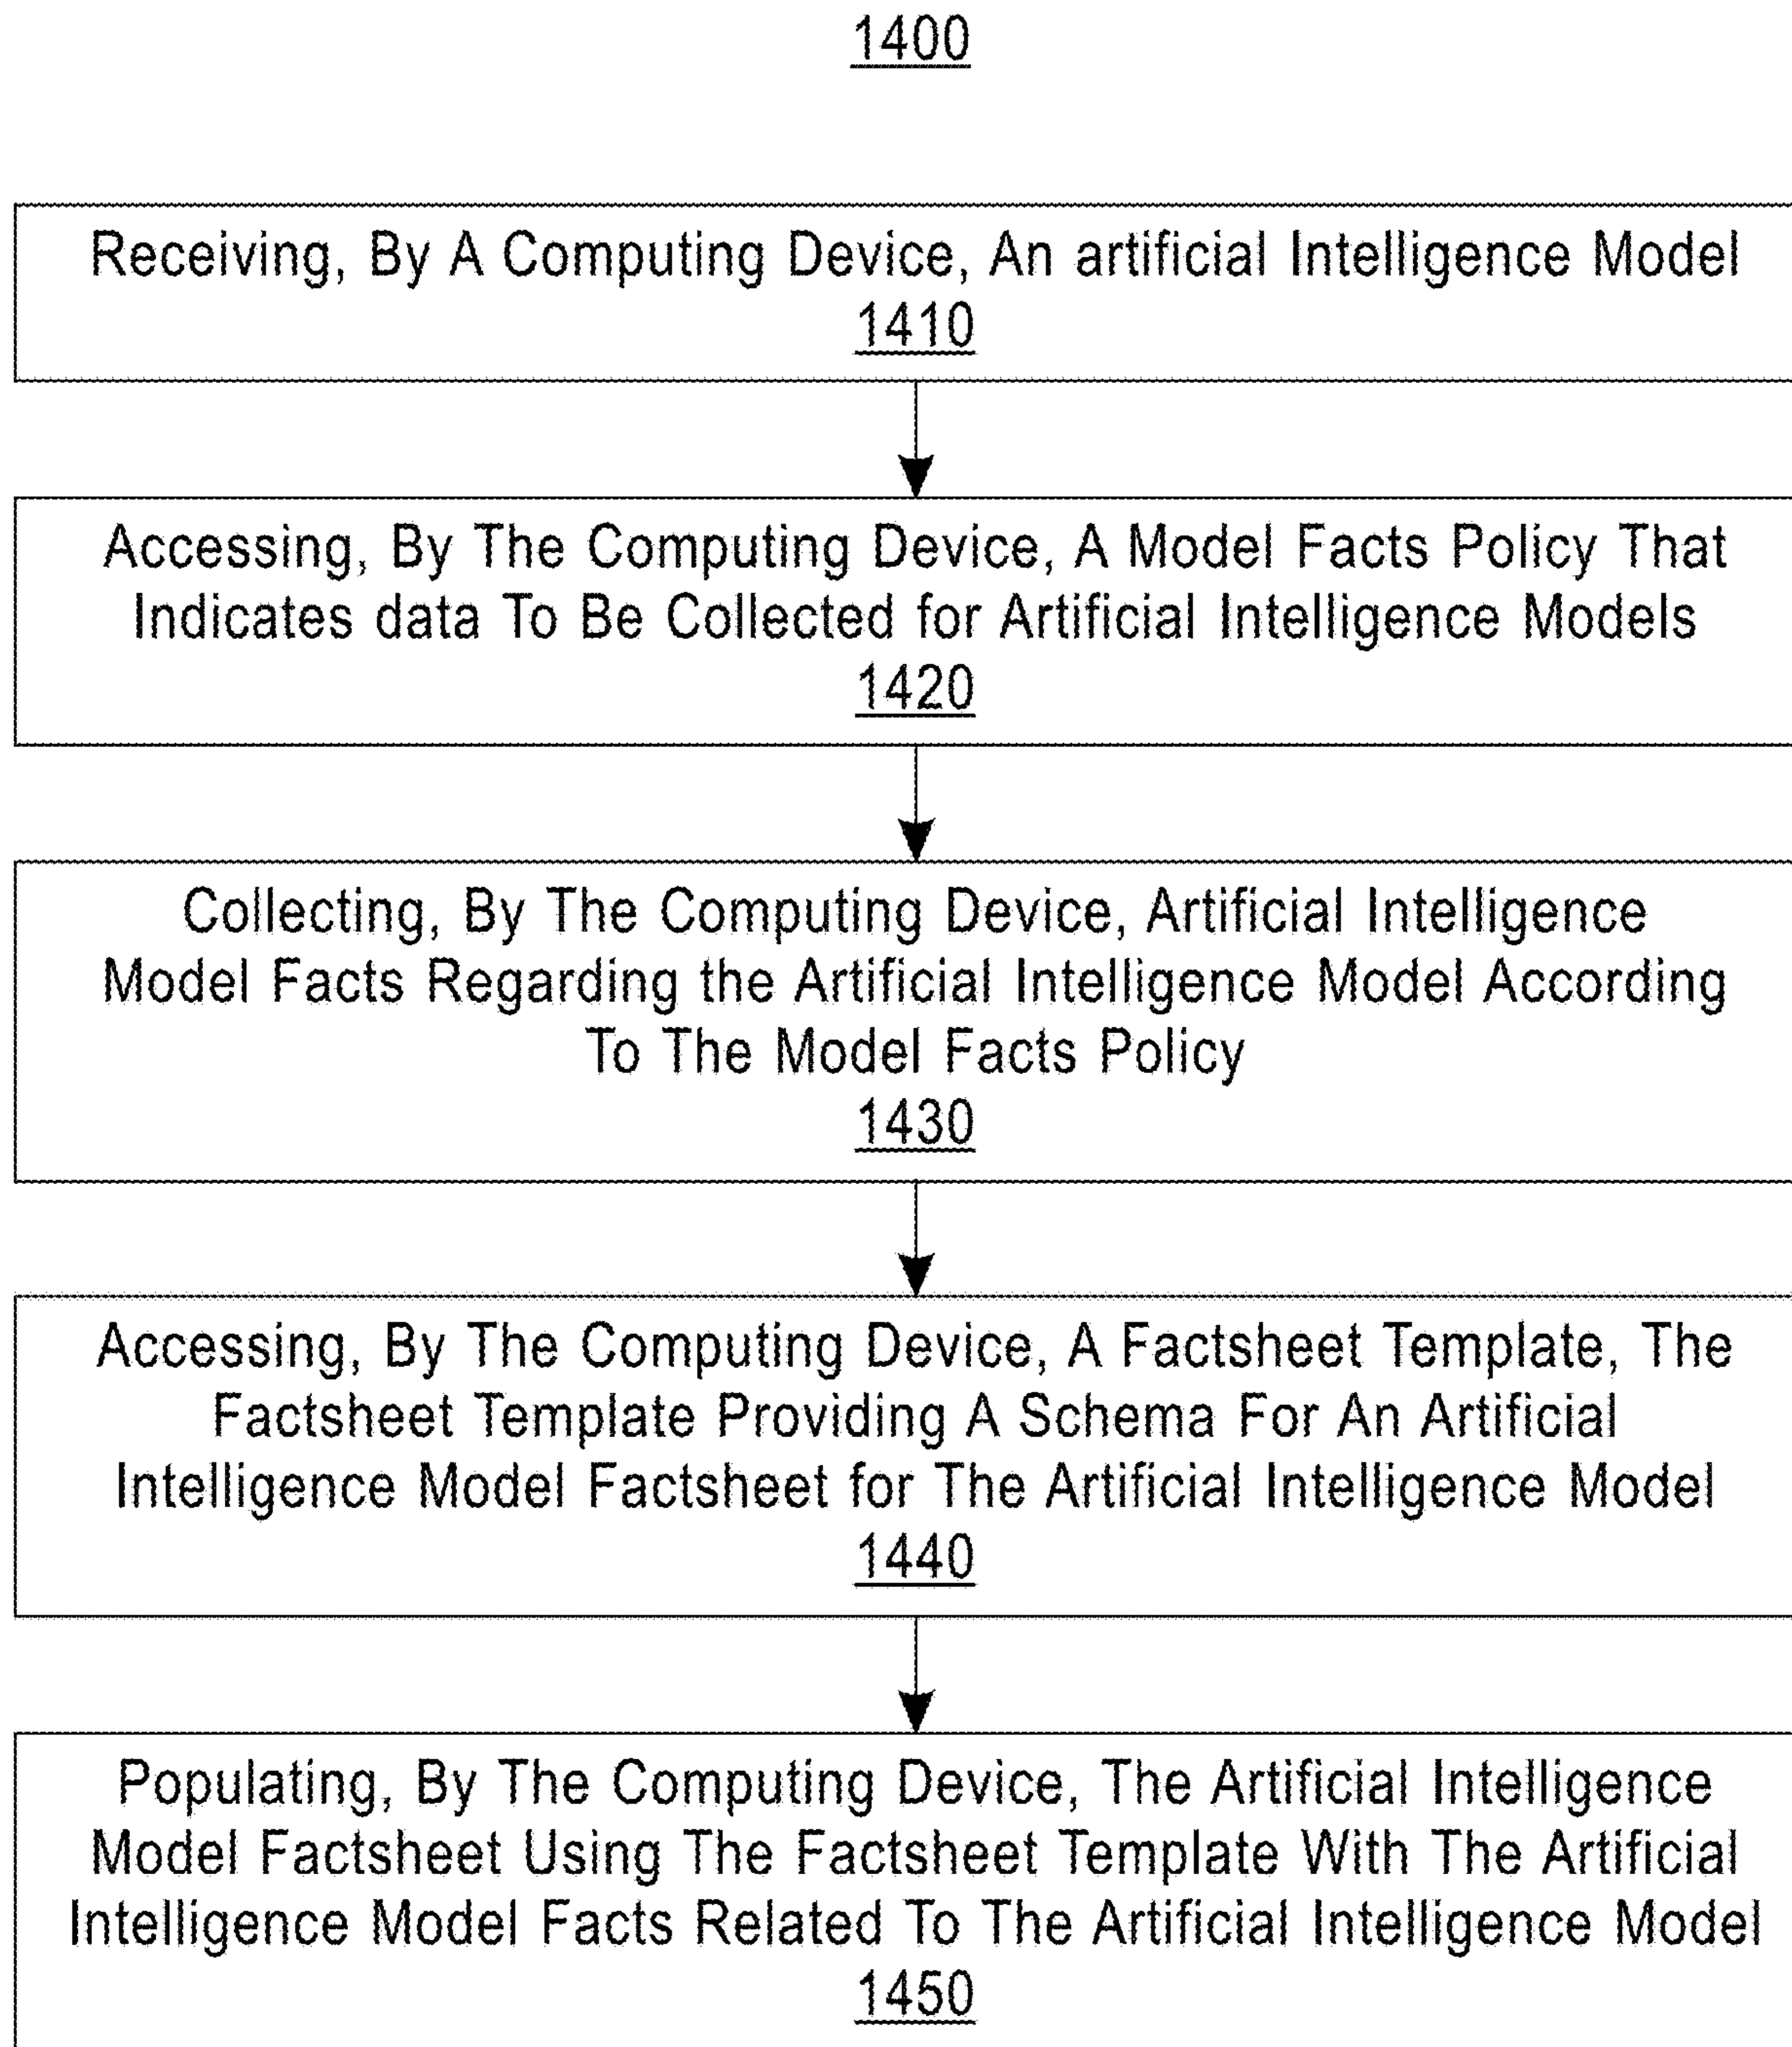 1400
Receiving, By A Computing Device, An artificial Intelligence Model
1410
Accessing, By The Computing Device, A Model Facts Policy That
Indicates data To Be Collected for Artificial Intelligence Models
1420
Collecting, By The Computing Device, Artificial Intelligence
Model Facts Regarding the Artificial Intelligence Model According
To The Model Facts Policy
1430
Accessing, By The Computing Device, A Factsheet Template, The
Factsheet Template Providing A Schema For An Artificial
Intelligence Model Factsheet for The Artificial Intelligence Model
1440
Populating, By The Computing Device, The Artificial Intelligence
Model Factsheet Using The Factsheet Template With The Artificial
Intelligence Model Facts Related To The Artificial Intelligence Model
1450